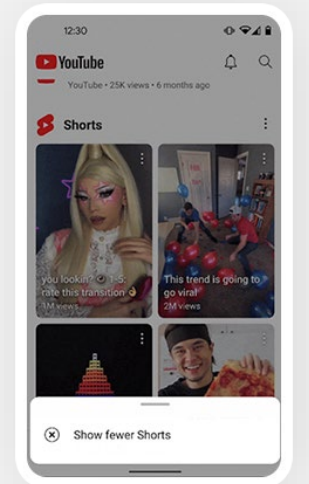 12:30
YouTube
YouTube • 25K views • 6 months ago
Shorts
you lookin? 👁 1-5:
rate this transition 👌
1M views
This trend is going to
go viral
2M views
Show fewer Shorts